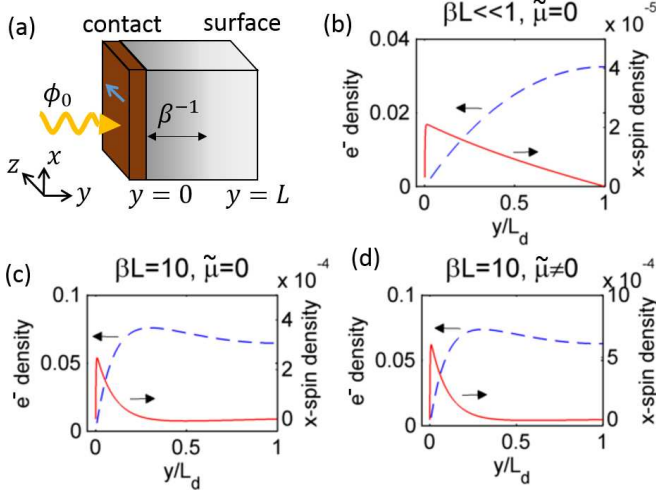 (a)
contact surface
ϕ₀
β⁻¹
z x y
y = 0 y = L
(b)
βL<<1, μ̃=0
x 10⁻⁵
e⁻ density
0.04
0.02
0
4
2
0
x-spin density
0 0.5 1
y/L_d
(c)
βL=10, μ̃=0
x 10⁻⁴
e⁻ density
0.1
0.05
0
4
2
0
x-spin density
0 0.5 1
y/L_d
(d)
βL=10, μ̃≠0
x 10⁻⁴
e⁻ density
0.1
0.05
0
10
5
0
x-spin density
0 0.5 1
y/L_d